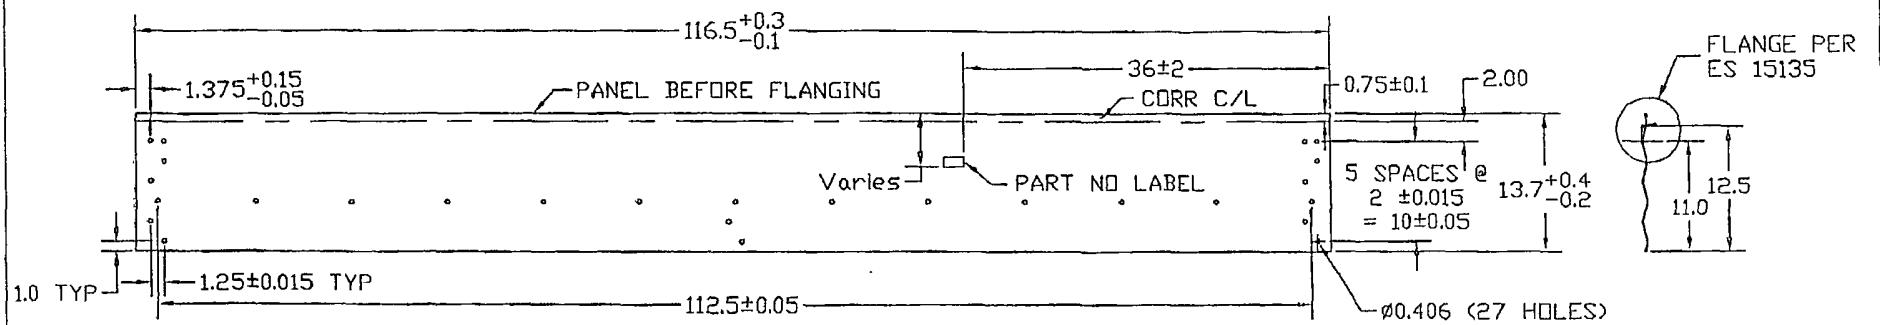 116.5+0.3
-0.1
FLANGE PER
ES 15135
36±2
1.375+0.15
-0.05
PANEL BEFORE FLANGING
CORR C/L
0.75±0.1
2.00
Varies
PART NO LABEL
5 SPACES @
2 ±0.015
= 10±0.05
13.7+0.4
-0.2
12.5
11.0
1.0 TYP
1.25±0.015 TYP
112.5±0.05
ø0.406 (27 HOLES)